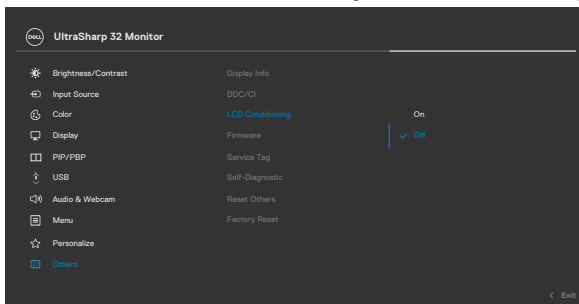 DELL UltraSharp 32 Monitor
Brightness/Contrast
Input Source
Color
Display
PIP/PBP
USB
Audio & Webcam
Menu
Personalize
Others
Display Info
DDC/CI
LCD Conditioning
Firmware
Service Tag
Self-Diagnostic
Reset Others
Factory Reset
On
Off
Exit